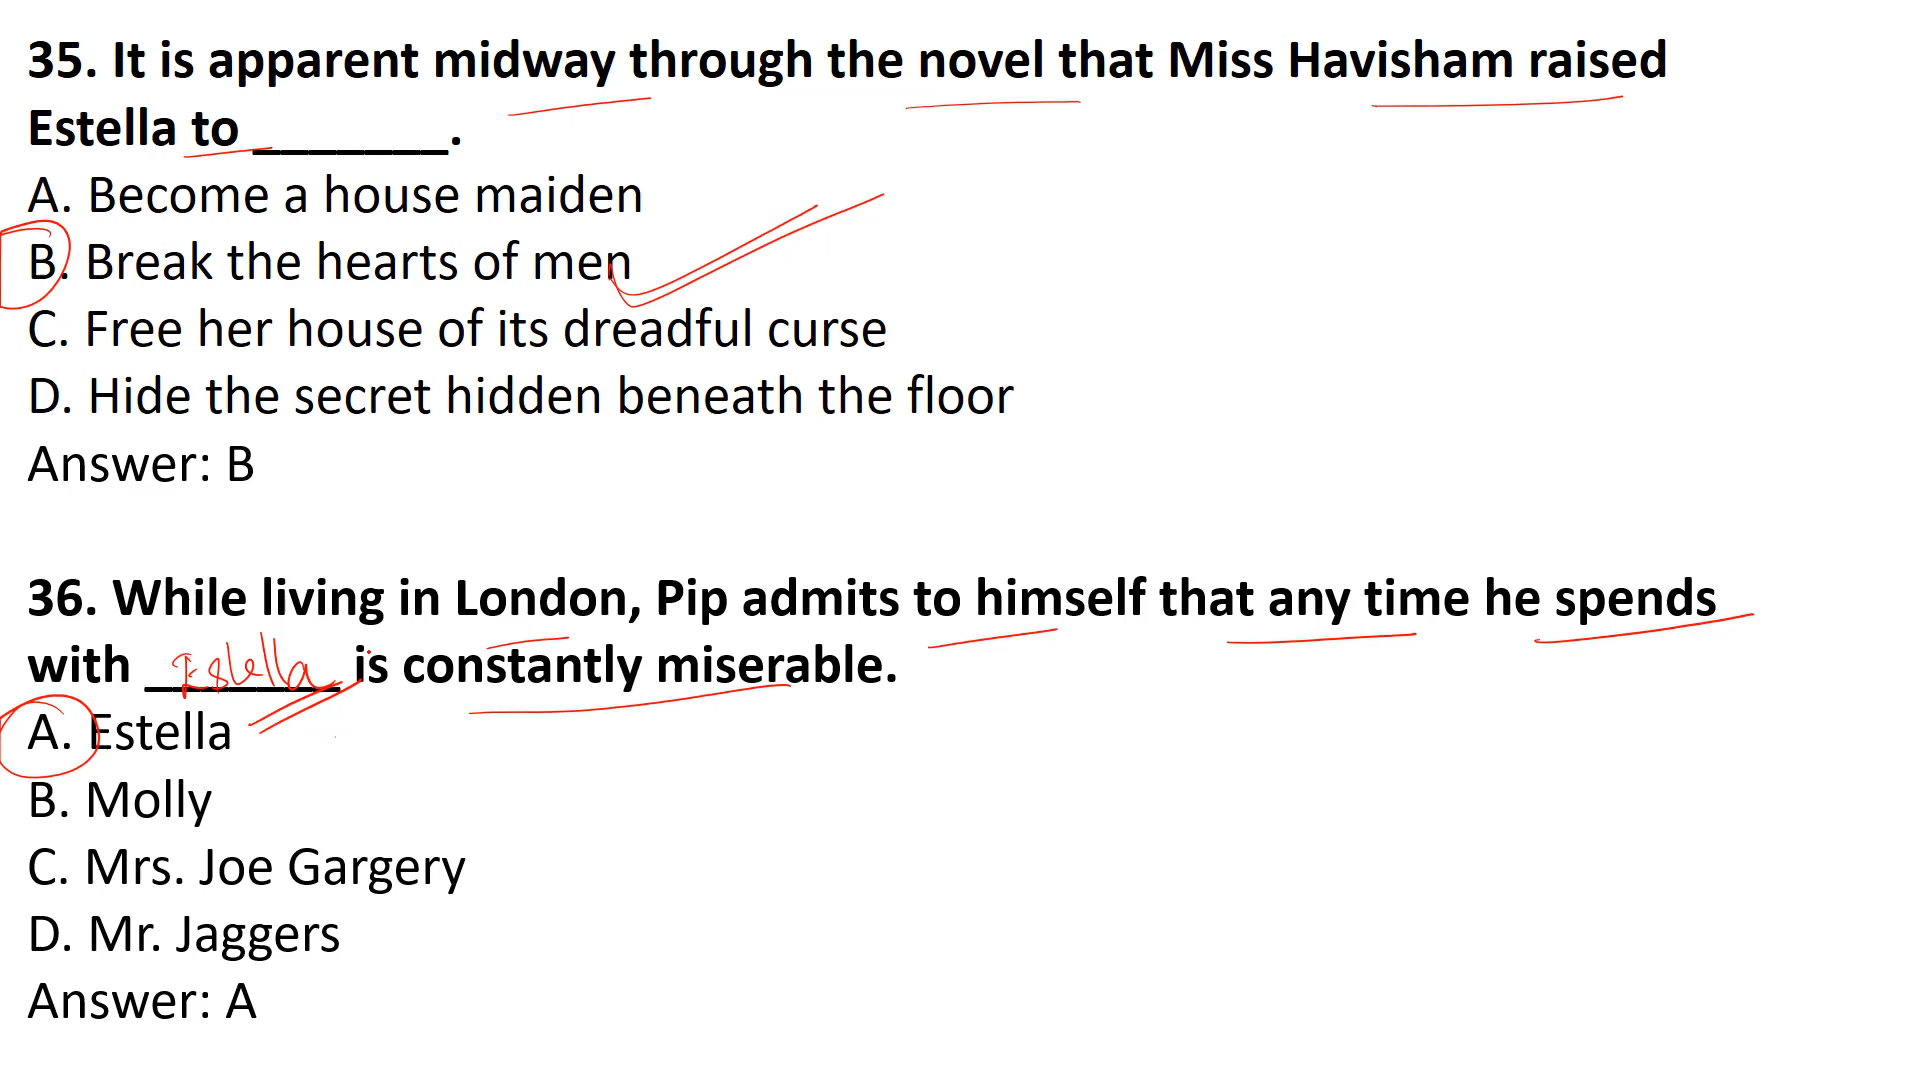 35. It is apparent midway through the novel that Miss Havisham raised
Estella to _______.
A. Become a house maiden
B. Break the hearts of men
C. Free her house of its dreadful curse
D. Hide the secret hidden beneath the floor
Answer: B
36. While living in London, Pip admits to himself that any time he spends
with _______ Estella is constantly miserable.
A. Estella
B. Molly
C. Mrs. Joe Gargery
D. Mr. Jaggers
Answer: A